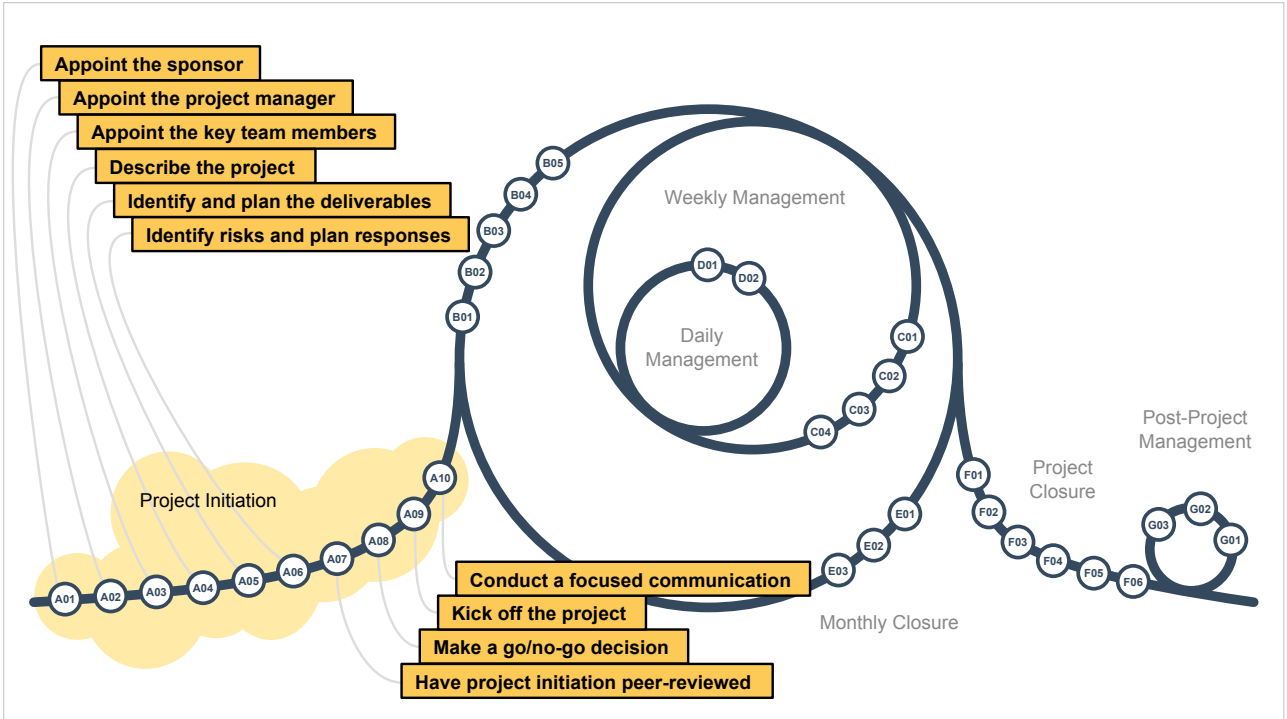 Appoint the sponsor
Appoint the project manager
Appoint the key team members
Describe the project
Identify and plan the deliverables
Identify risks and plan responses
B05
B04
B03
B02
B01
Weekly Management
D01
D02
Daily
Management
C01
C02
C03
C04
Post-Project
Management
Project
Closure
Project Initiation
A10
A09
A08
A07
A06
A05
A04
A03
A02
A01
E01
E02
E03
F01
F02
F03
F04
F05
F06
G03
G02
G01
Conduct a focused communication
Kick off the project
Make a go/no-go decision
Have project initiation peer-reviewed
Monthly Closure